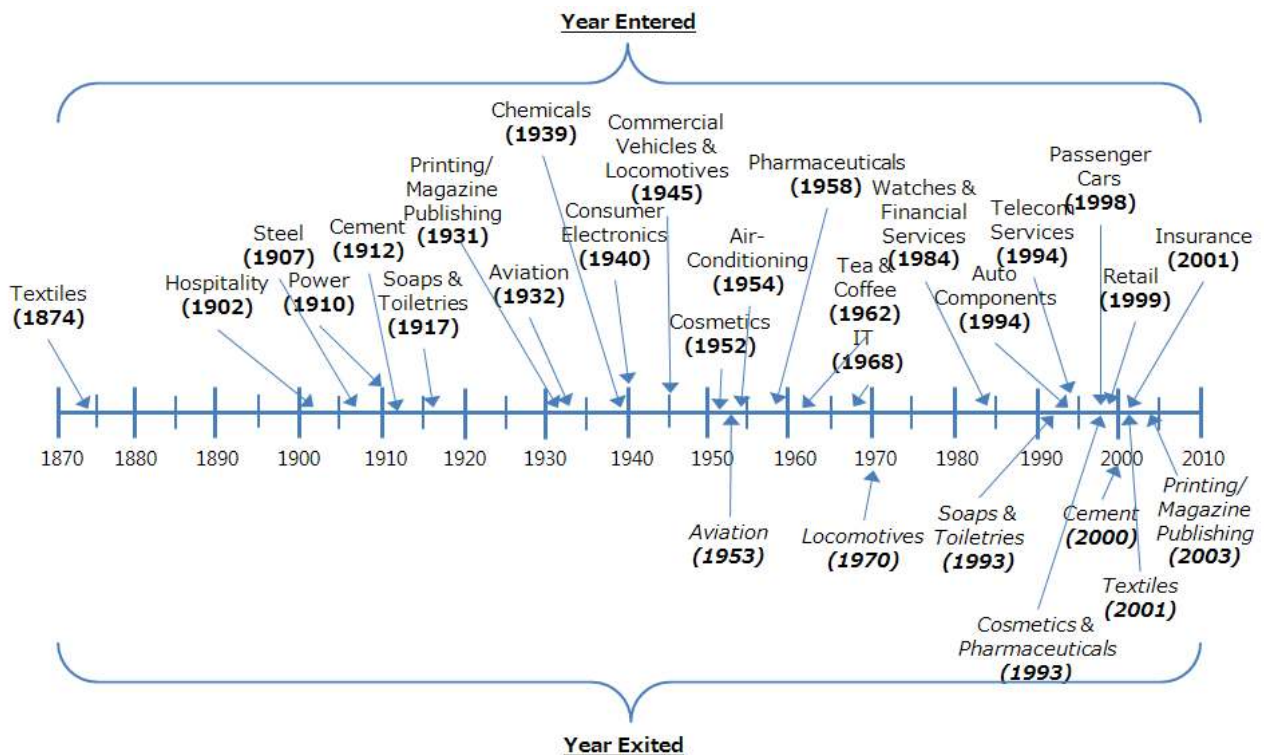 Year Entered
Textiles
(1874)
Hospitality
(1902)
Steel
(1907)
Power
(1910)
Cement
(1912)
Soaps &
Toiletries
(1917)
Printing/
Magazine
Publishing
(1931)
Aviation
(1932)
Chemicals
(1939)
Consumer
Electronics
(1940)
Commercial
Vehicles &
Locomotives
(1945)
Cosmetics
(1952)
Air-
Conditioning
(1954)
Pharmaceuticals
(1958)
Tea &
Coffee
(1962)
IT
(1968)
Watches &
Financial
Services
(1984)
Auto
Components
(1994)
Telecom
Services
(1994)
Passenger
Cars
(1998)
Retail
(1999)
Insurance
(2001)
1870 1880 1890 1900 1910 1920 1930 1940 1950 1960 1970 1980 1990 2000 2010
Aviation
(1953)
Locomotives
(1970)
Soaps &
Toiletries
(1993)
Cosmetics &
Pharmaceuticals
(1993)
Cement
(2000)
Textiles
(2001)
Printing/
Magazine
Publishing
(2003)
Year Exited